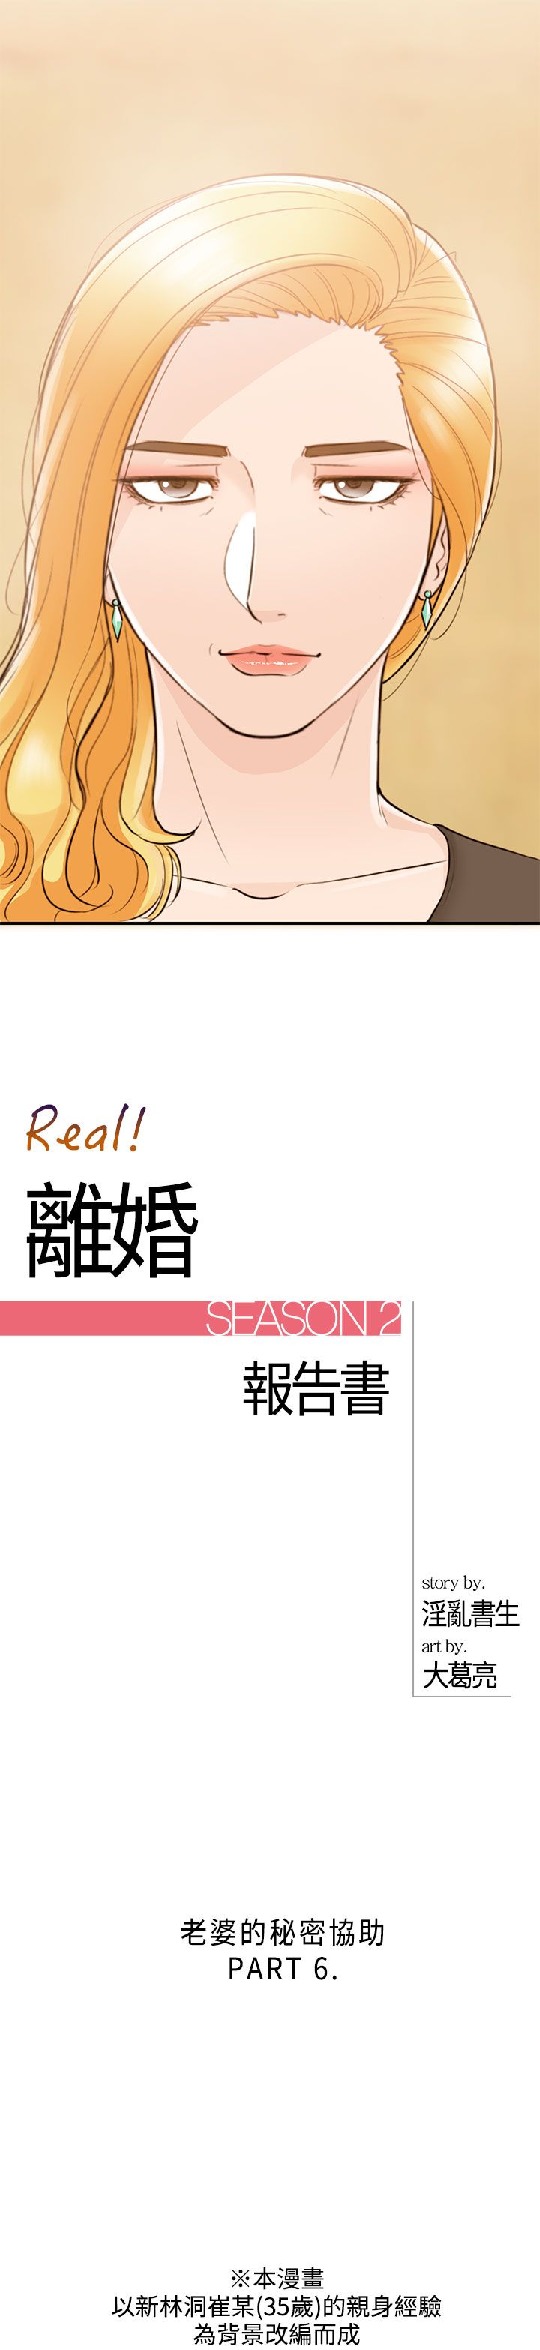 Real!
離婚
SEASON 2
報告書
story by.
淫亂書生
art by.
大葛亮
老婆的秘密協助
PART 6.
※本漫畫
以新林洞崔某(35歲)的親身經驗
為背景改編而成